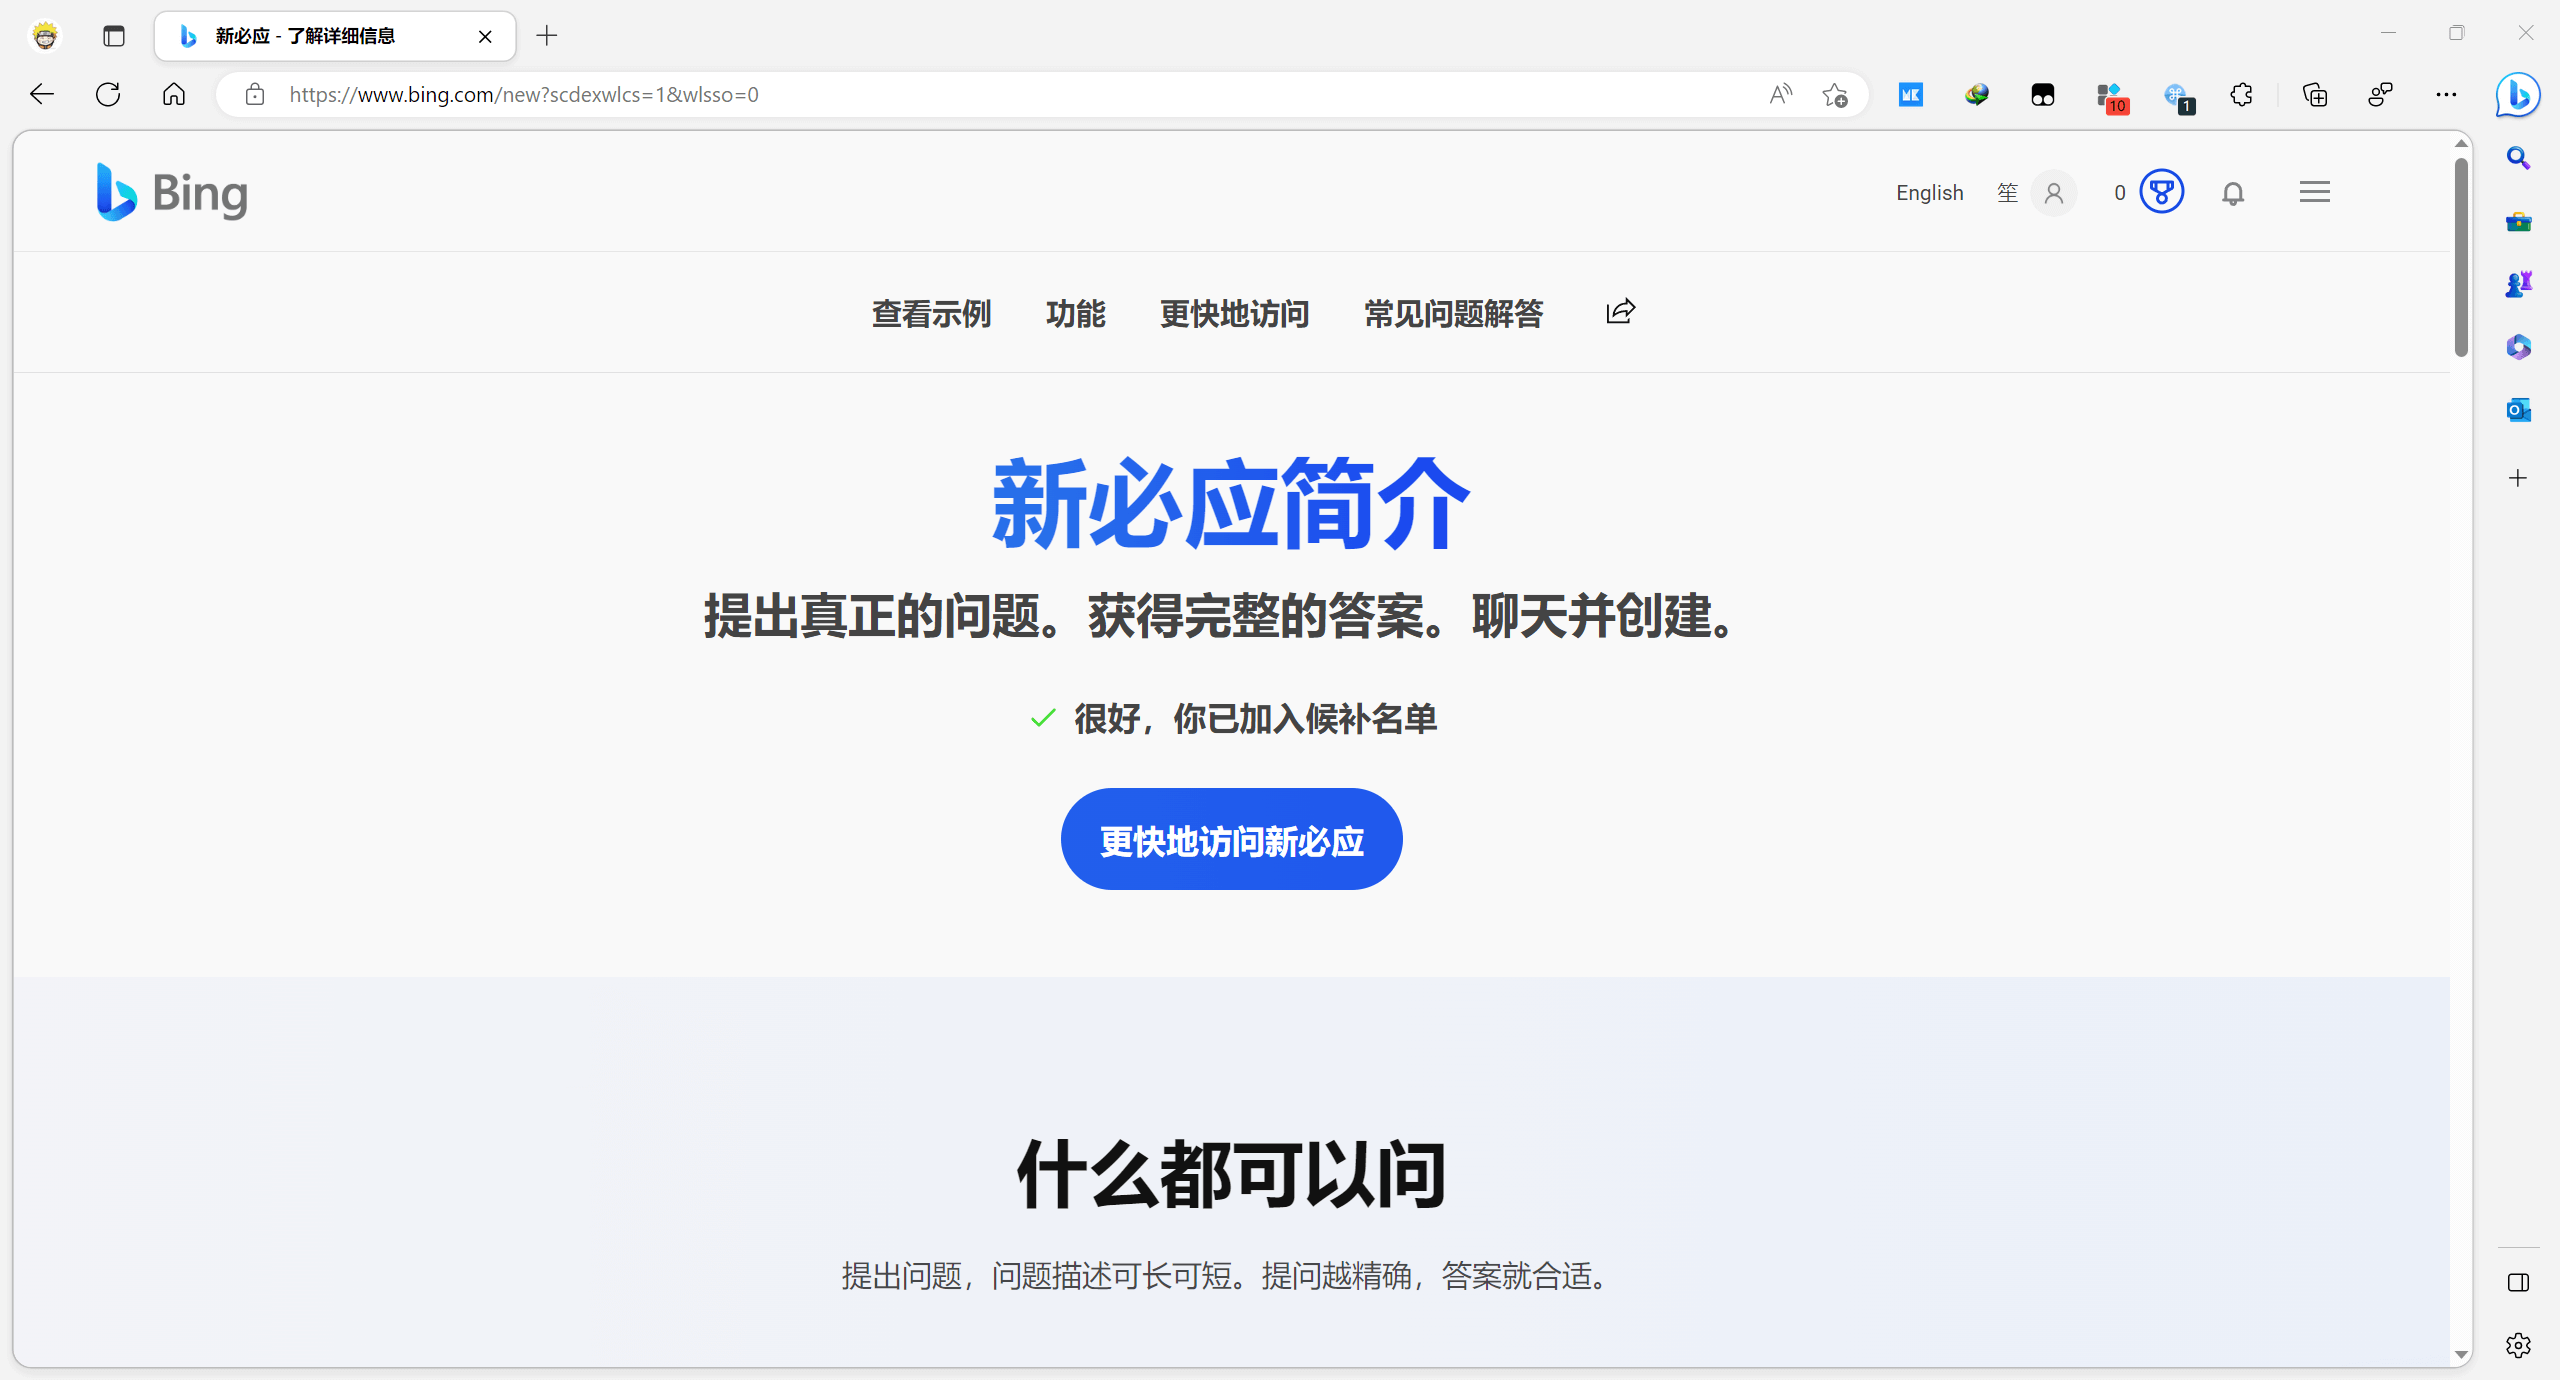 新必应 - 了解详细信息
https://www.bing.com/new?scdexwlcs=1&wlsso=0
MK
10
1
Bing
English 笙 0
查看示例 功能 更快地访问 常见问题解答
新必应简介
提出真正的问题。获得完整的答案。聊天并创建。
很好，你已加入候补名单
更快地访问新必应
什么都可以问
提出问题，问题描述可长可短。提问越精确，答案就合适。